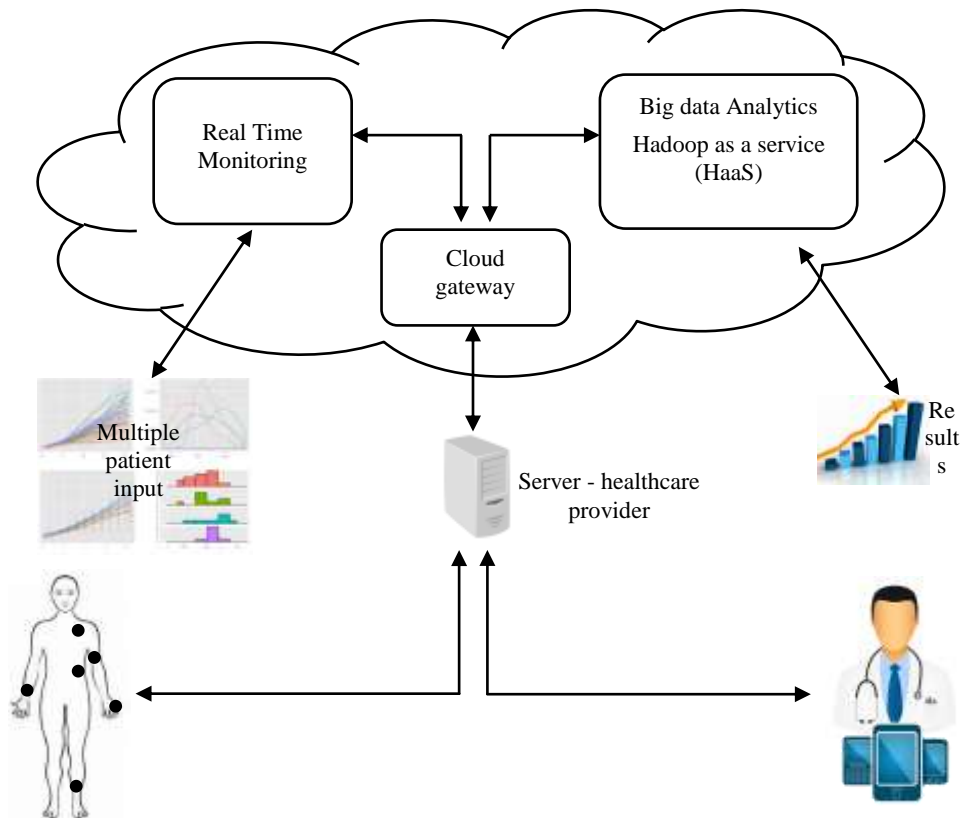 Real Time
Monitoring
Big data Analytics
Hadoop as a service
(HaaS)
Cloud
gateway
Multiple
patient
input
Server - healthcare
provider
Re
sult
s